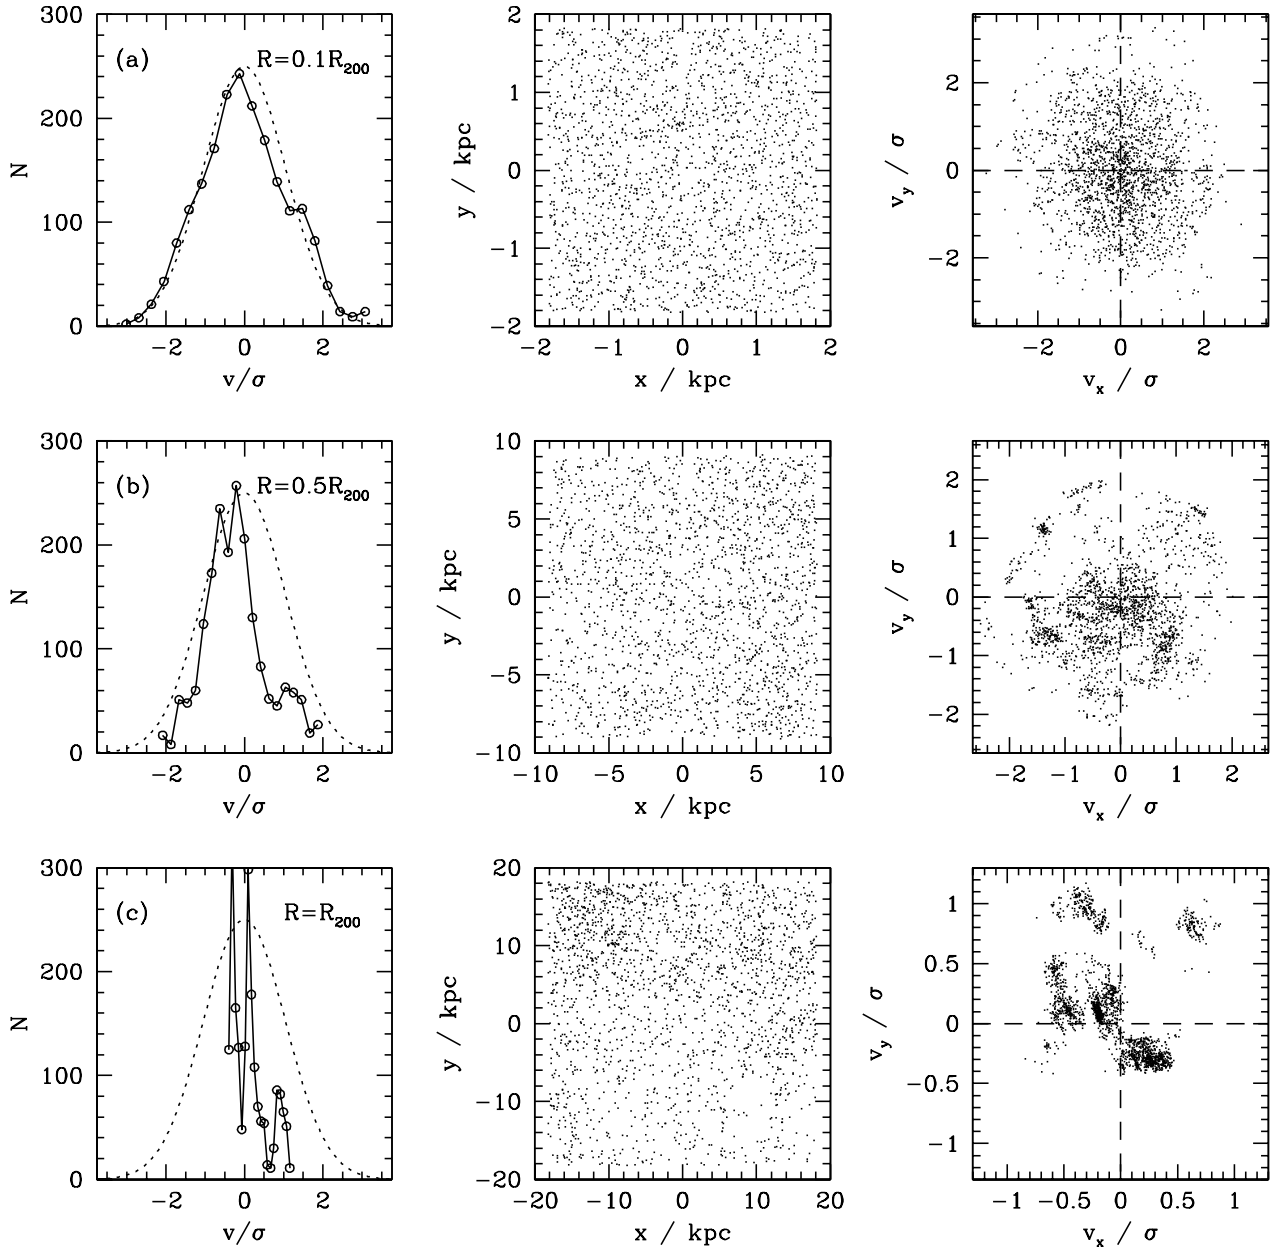 300
200
100
0
N
(a)
R=0.1R200
−2 0 2
v/σ
2
1
0
−1
−2
y / kpc
−2 −1 0 1 2
x / kpc
2
0
−2
vy / σ
−2 0 2
vx / σ
300
200
100
0
N
(b)
R=0.5R200
−2 0 2
v/σ
10
5
0
−5
−10
y / kpc
−10 −5 0 5 10
x / kpc
2
1
0
−1
−2
vy / σ
−2 −1 0 1 2
vx / σ
300
200
100
0
N
(c)
R=R200
−2 0 2
v/σ
20
10
0
−10
−20
y / kpc
−20 −10 0 10 20
x / kpc
1
0.5
0
−0.5
−1
vy / σ
−1 −0.5 0 0.5 1
vx / σ